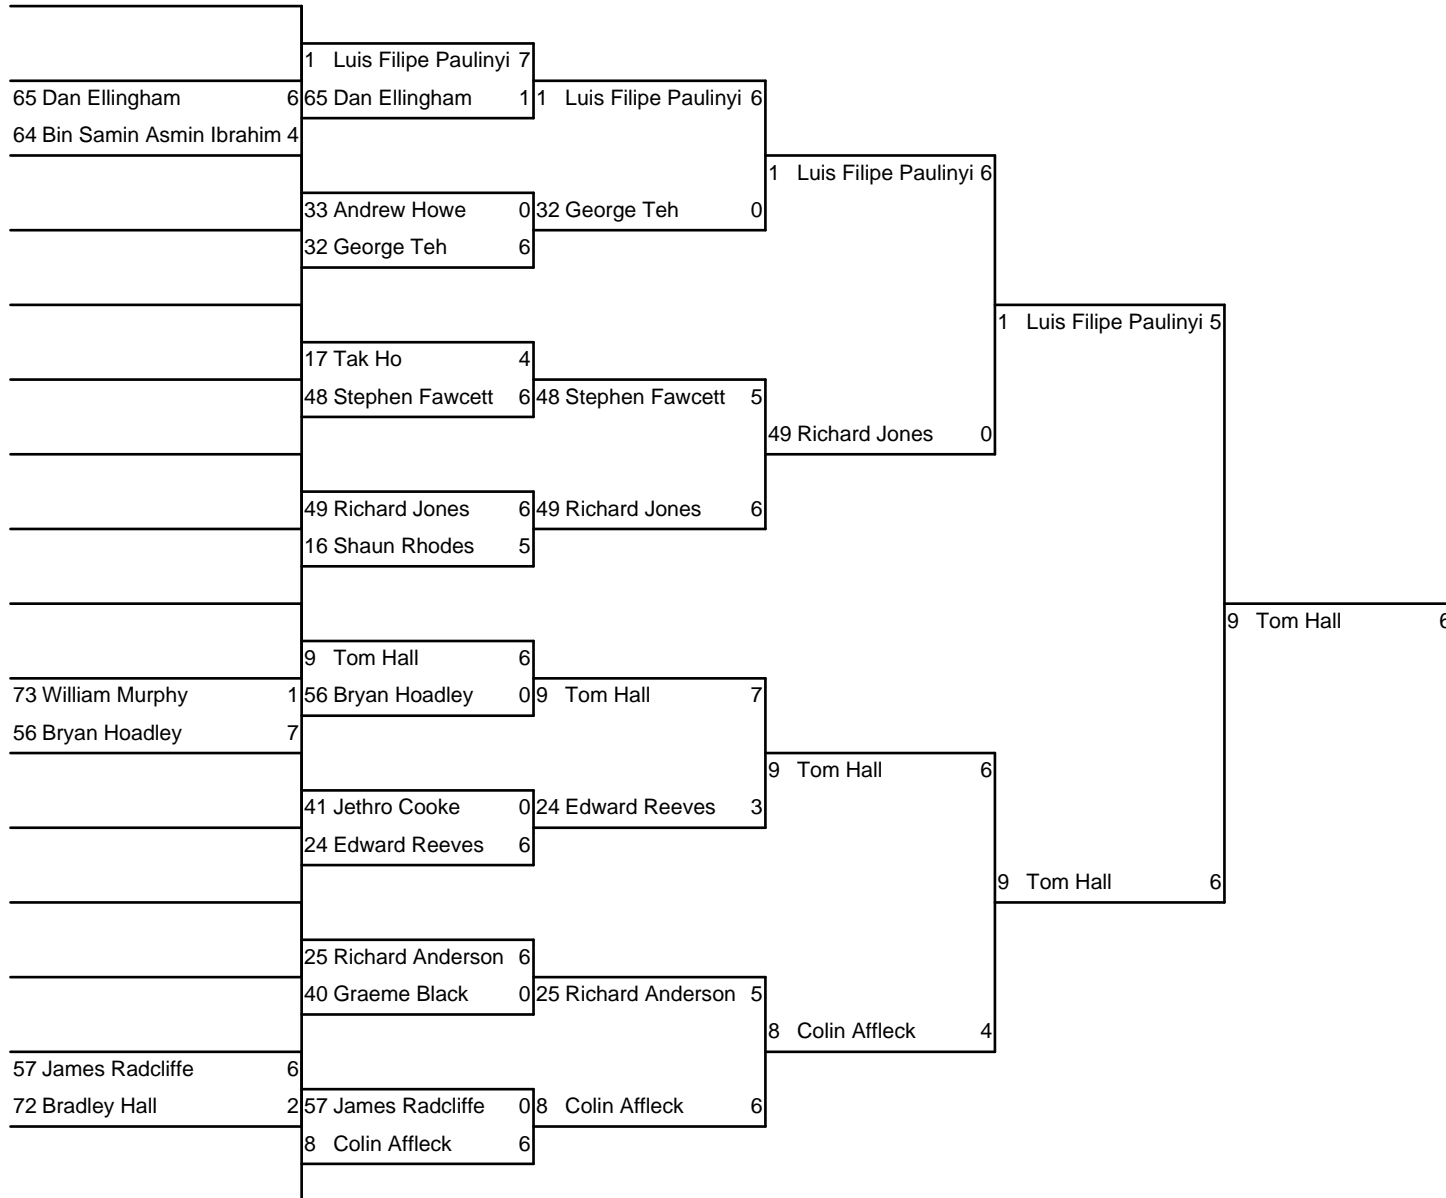 1 Luis Filipe Paulinyi 7
65 Dan Ellingham 6 65 Dan Ellingham 1 1 Luis Filipe Paulinyi 6
64 Bin Samin Asmin Ibrahim 4
1 Luis Filipe Paulinyi 6
33 Andrew Howe 0 32 George Teh 0
32 George Teh 6
1 Luis Filipe Paulinyi 5
17 Tak Ho 4
48 Stephen Fawcett 6 48 Stephen Fawcett 5
49 Richard Jones 0
49 Richard Jones 6 49 Richard Jones 6
16 Shaun Rhodes 5
9 Tom Hall 6
9 Tom Hall 6
73 William Murphy 1 56 Bryan Hoadley 0 9 Tom Hall 7
56 Bryan Hoadley 7
9 Tom Hall 6
41 Jethro Cooke 0 24 Edward Reeves 3
24 Edward Reeves 6
9 Tom Hall 6
25 Richard Anderson 6
40 Graeme Black 0 25 Richard Anderson 5
8 Colin Affleck 4
57 James Radcliffe 6
72 Bradley Hall 2 57 James Radcliffe 0 8 Colin Affleck 6
8 Colin Affleck 6